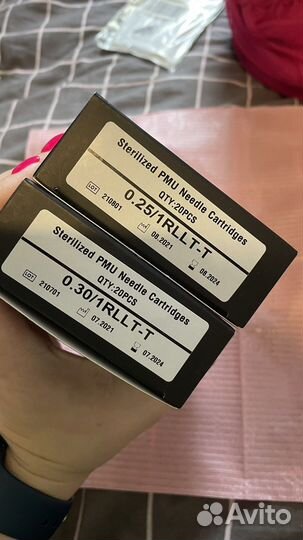 Sterilized PMU Needle Cartridges
QTY:20PCS
0.25/1RLLT-T
LOT
210801
08.2021
08.2024
Sterilized PMU Needle Cartridges
QTY:20PCS
0.30/1RLLT-T
LOT
210701
07.2021
07.2024
Avito